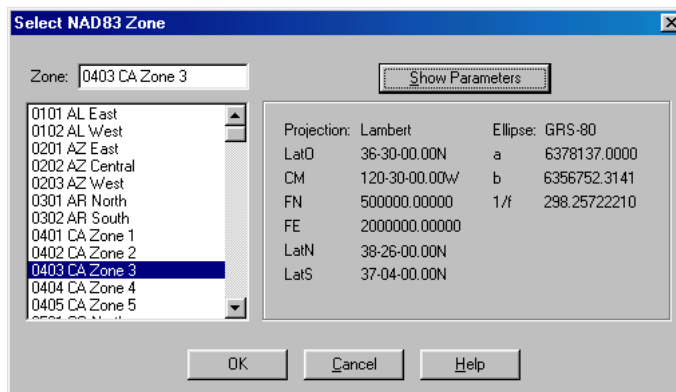 Select NAD83 Zone
Zone: 0403 CA Zone 3
Show Parameters
0101 AL East
0102 AL West
0201 AZ East
0202 AZ Central
0203 AZ West
0301 AR North
0302 AR South
0401 CA Zone 1
0402 CA Zone 2
0403 CA Zone 3
0404 CA Zone 4
0405 CA Zone 5
Projection: Lambert Ellipse: GRS-80
LatO 36-30-00.00N a 6378137.0000
CM 120-30-00.00W b 6356752.3141
FN 500000.00000 1/f 298.25722210
FE 2000000.00000
LatN 38-26-00.00N
LatS 37-04-00.00N
OK Cancel Help